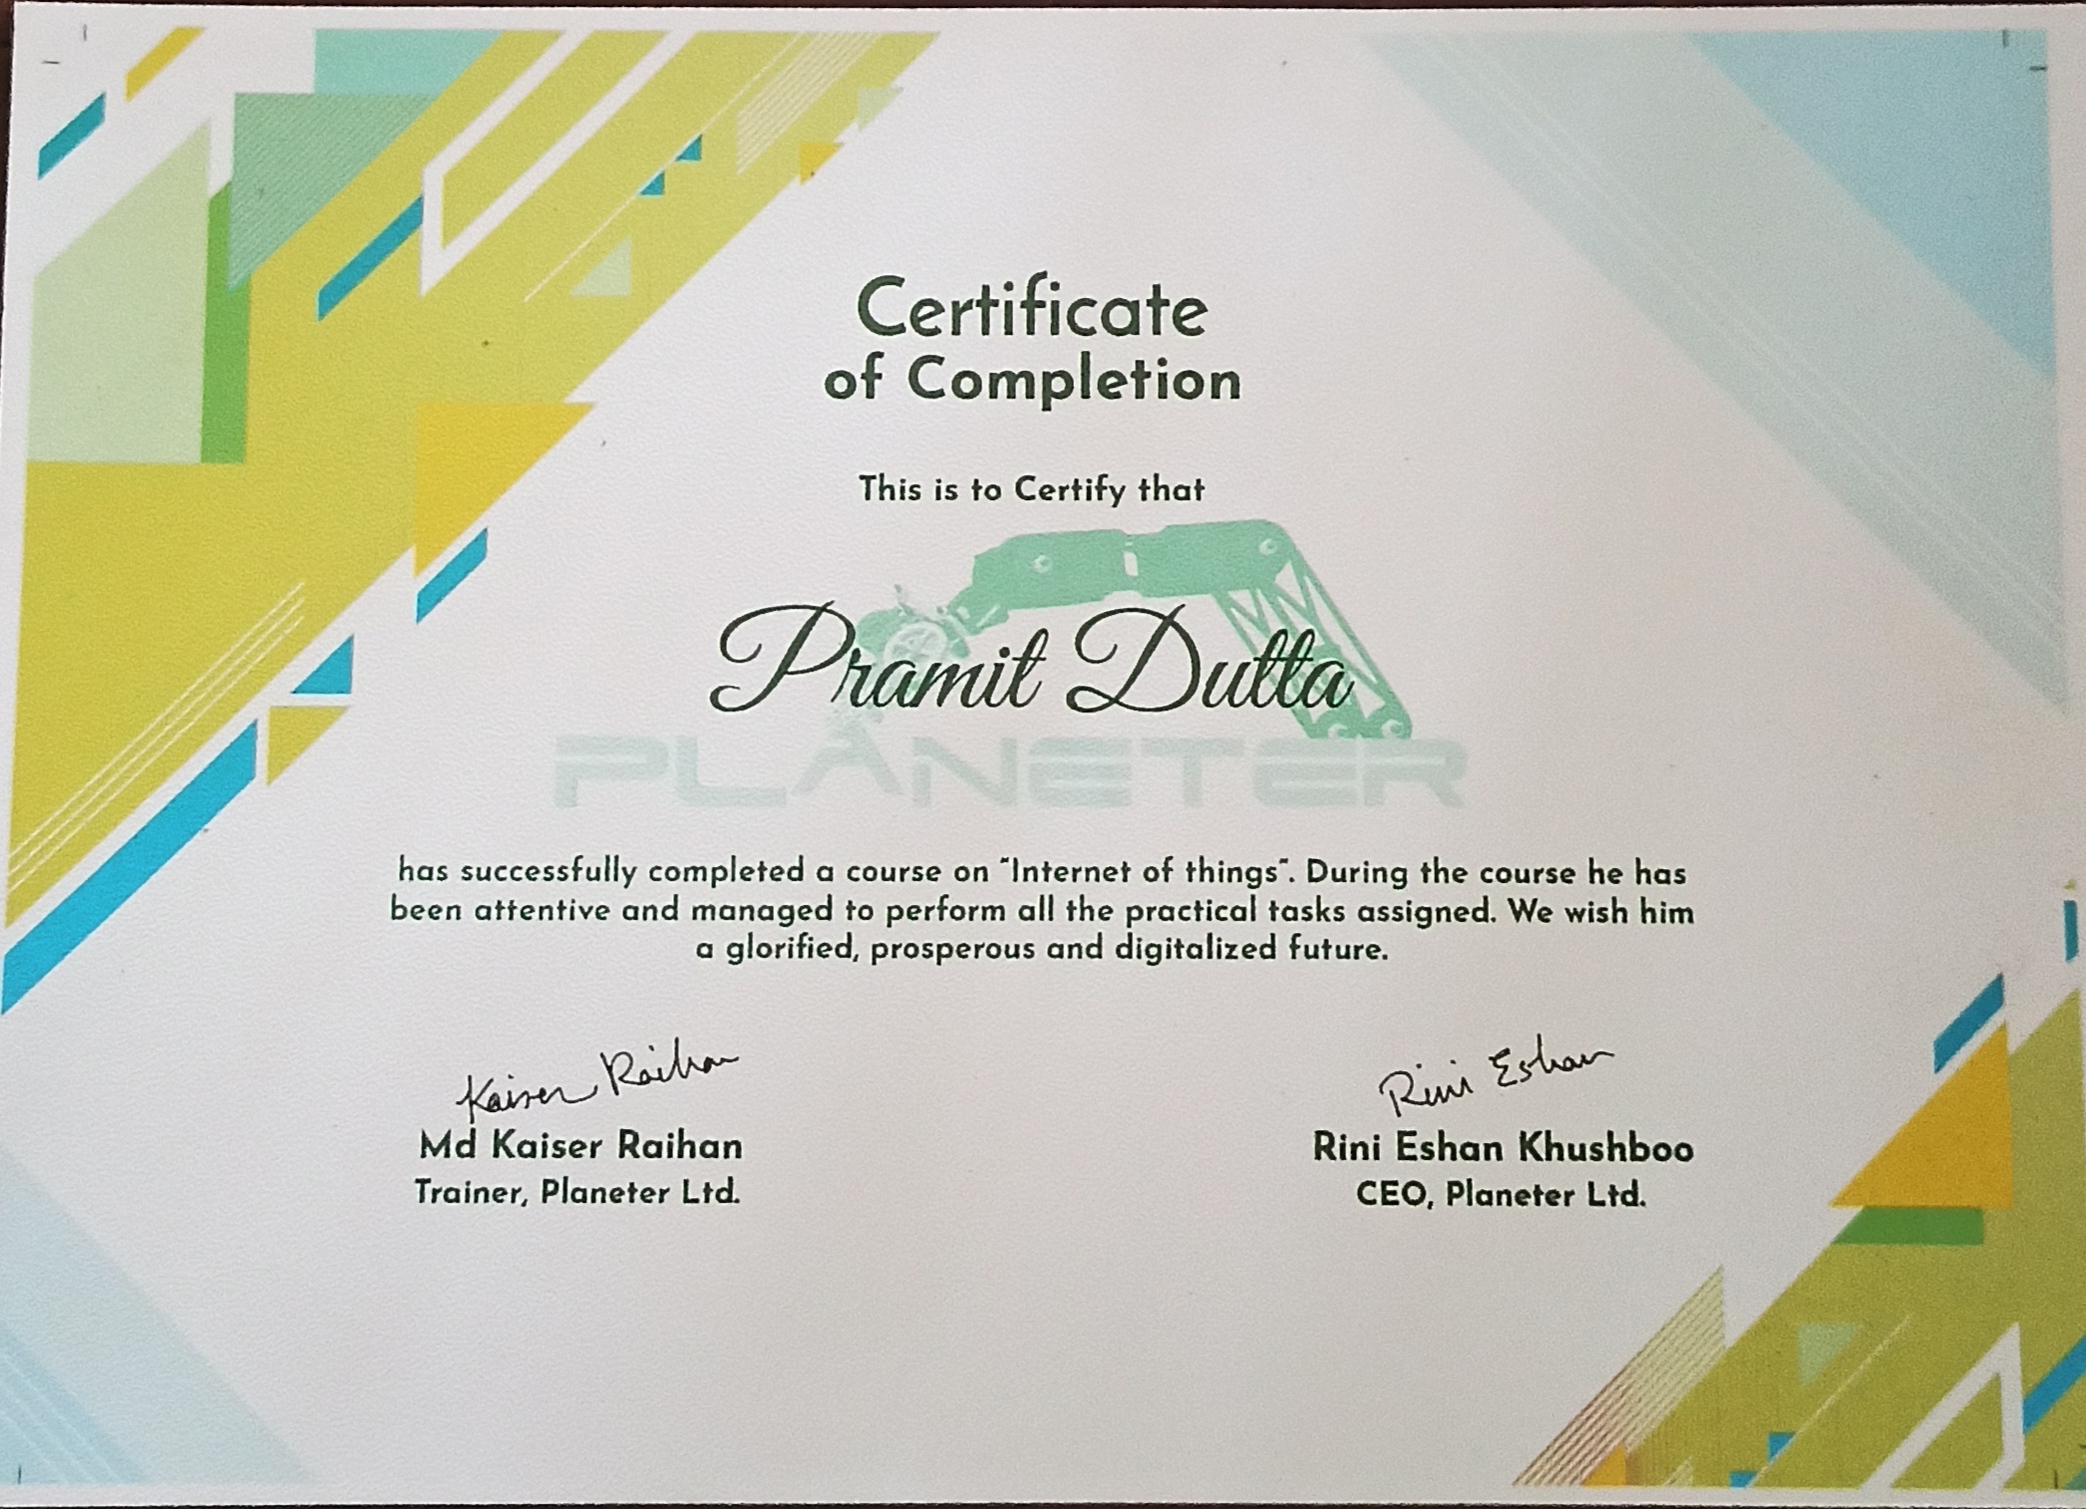 Certificate
of Completion
This is to Certify that
Pramit Dutta
PLANETER
has successfully completed a course on "Internet of things". During the course he has
been attentive and managed to perform all the practical tasks assigned. We wish him
a glorified, prosperous and digitalized future.
Kaiser Raihan
Rini Eshan
Md Kaiser Raihan
Rini Eshan Khushboo
Trainer, Planeter Ltd.
CEO, Planeter Ltd.